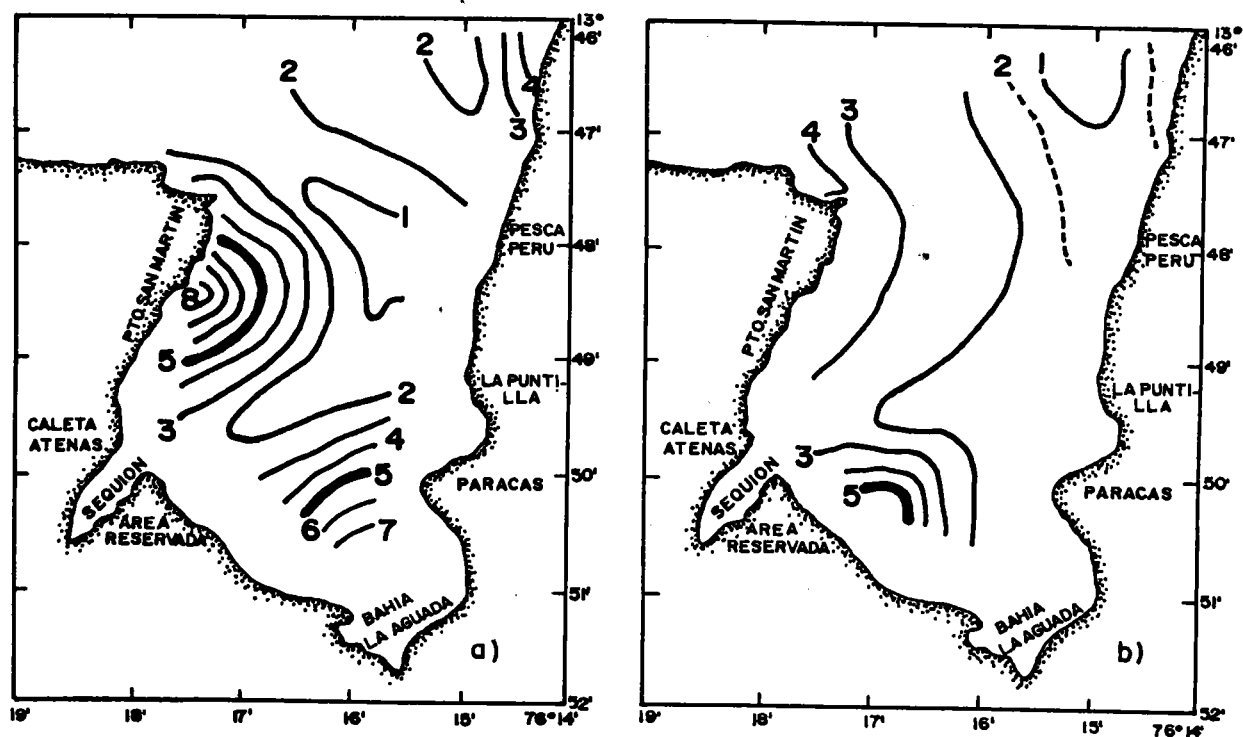 13°
46'
2
2
4
3
47'
1
PESCA
PERU
48'
PTO. SAN MARTIN
8
5
49'
3
2
LA PUNTI-
LLA
CALETA
ATENAS
4
5
50'
SEQUION
PARACAS
6
7
AREA
RESERVADA
51'
BAHIA
LA AGUADA
a)
52'
19'
18'
17'
16'
15'
76°14'
13°
46'
2
1
3
4
47'
PESCA
PERU
48'
PTO. SAN MARTIN
49'
LA PUNTI-
LLA
CALETA
ATENAS
3
5
50'
SEQUION
PARACAS
AREA
RESERVADA
51'
BAHIA
LA AGUADA
b)
52'
19'
18'
17'
16'
15'
76°14'